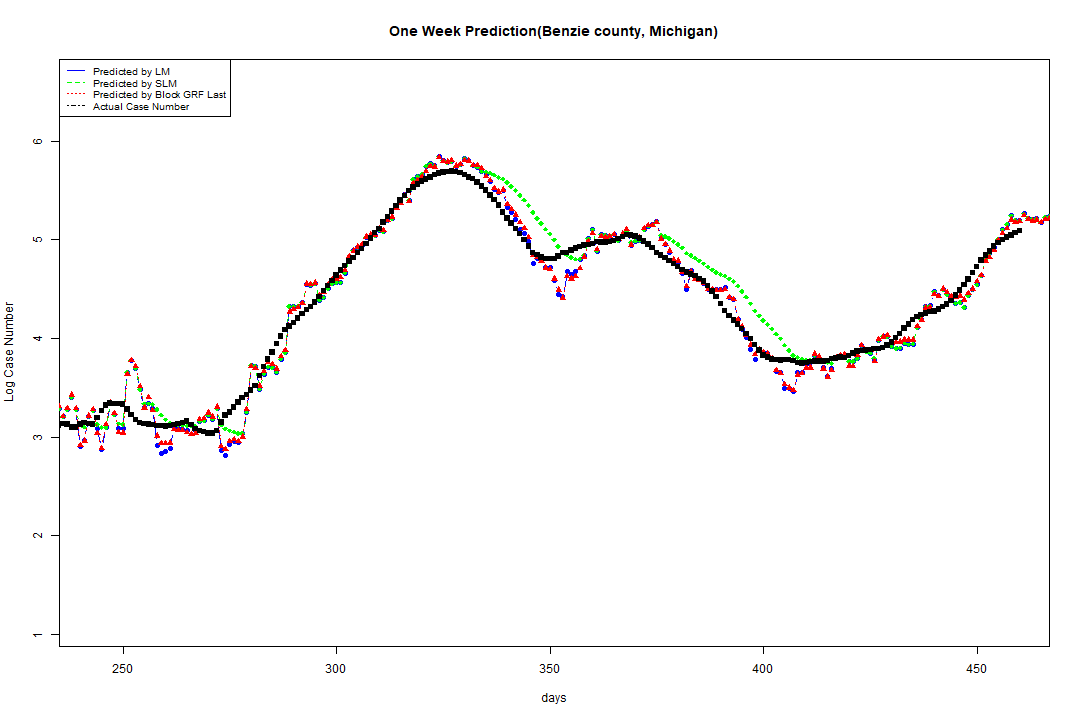 One Week Prediction(Benzie county, Michigan)
Predicted by LM
Predicted by SLM
Predicted by Block GRF Last
Actual Case Number
6
5
4
3
2
1
Log Case Number
250 300 350 400 450
days